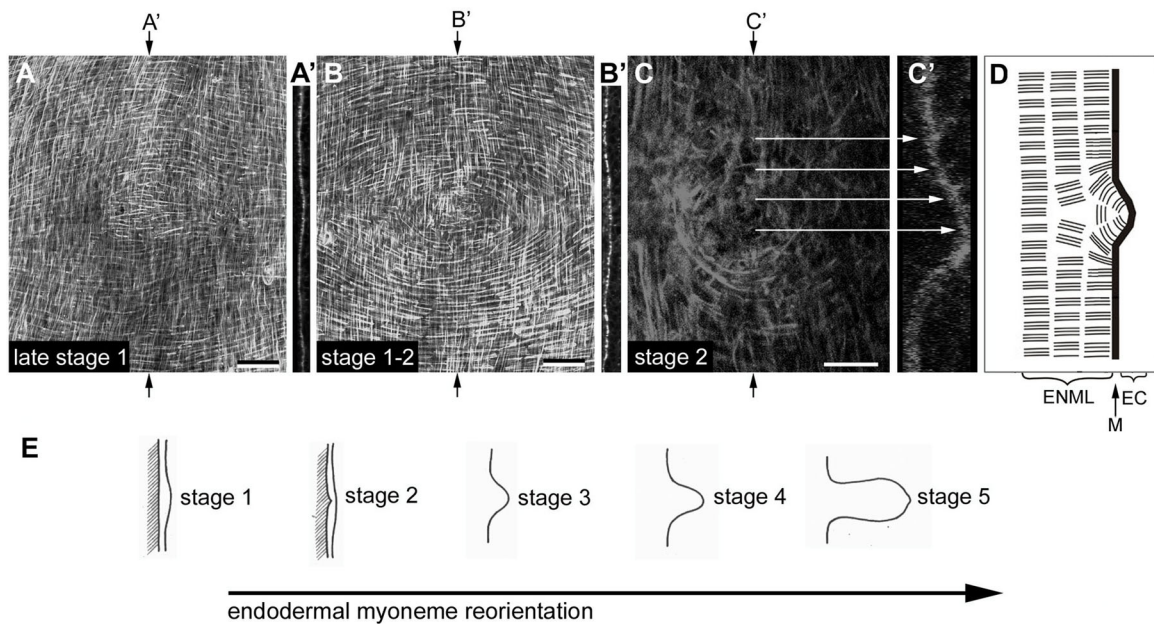 A' B' C'
A A' B B' C C' D
late stage 1 stage 1-2 stage 2
ENML EC
M
E
stage 1 stage 2 stage 3 stage 4 stage 5
endodermal myoneme reorientation